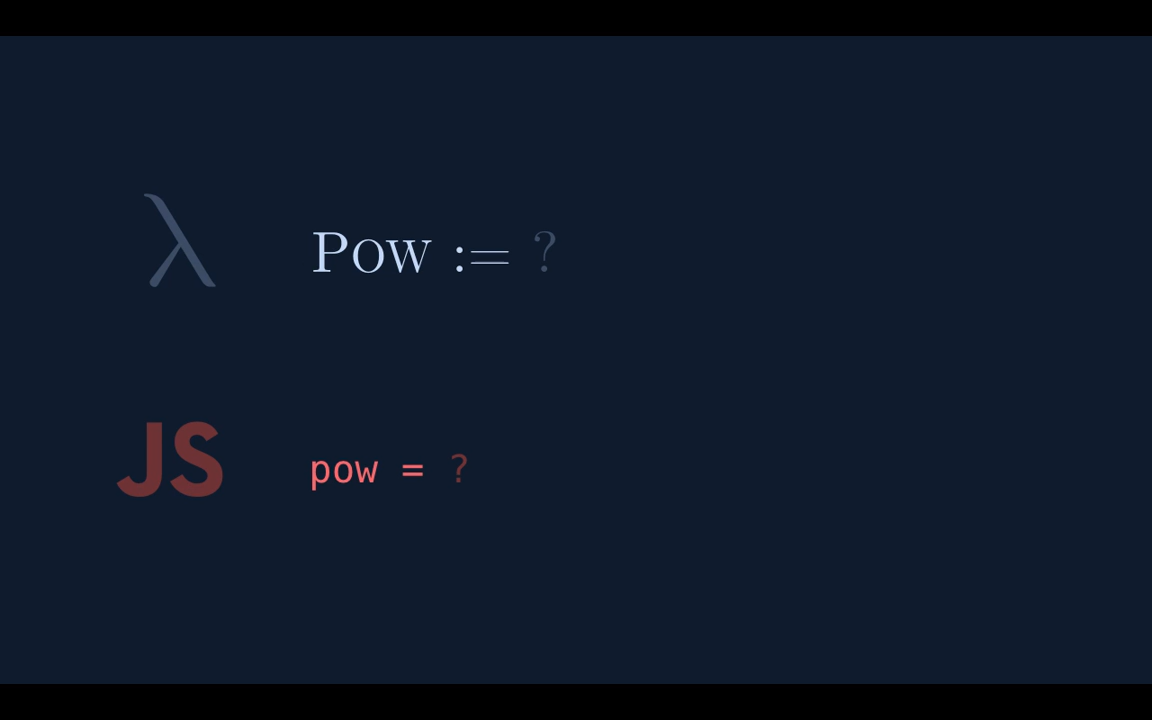 λ
Pow := ?
JS
pow = ?